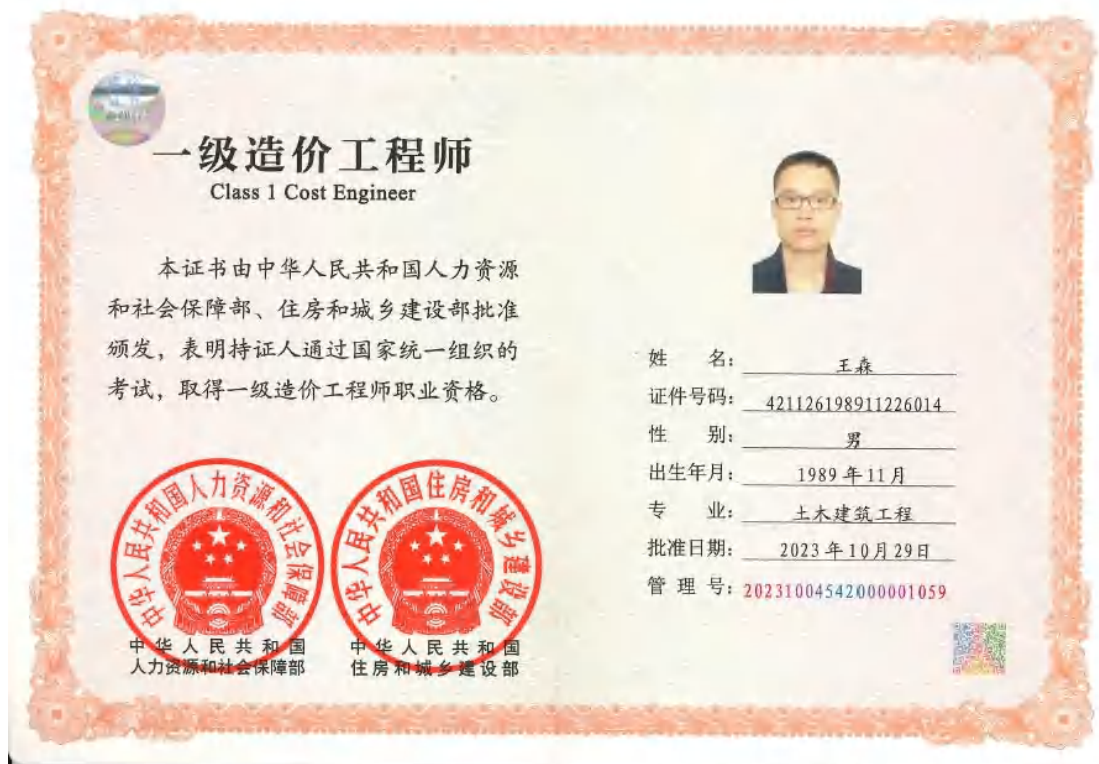 一级造价工程师
Class 1 Cost Engineer
本证书由中华人民共和国人力资源
和社会保障部、住房和城乡建设部批准
颁发，表明持证人通过国家统一组织的
考试，取得一级造价工程师职业资格。
中华人民共和国人力资源和社会保障部
中华人民共和国住房和城乡建设部
中华人民共和国
人力资源和社会保障部
中华人民共和国
住房和城乡建设部
姓 名：王森
证件号码：421126198911226014
性 别：男
出生年月：1989年11月
专 业：土木建筑工程
批准日期：2023年10月29日
管 理 号：20231004542000001059